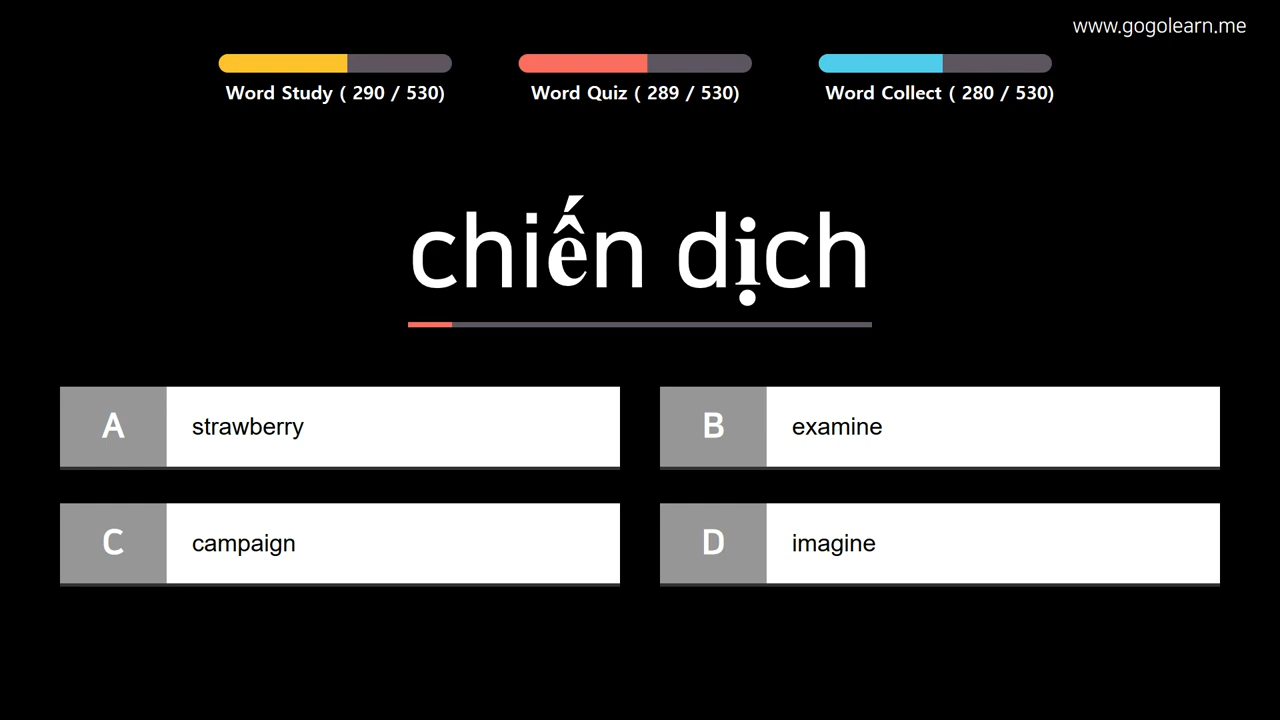 www.gogolearn.me
Word Study ( 290 / 530)
Word Quiz ( 289 / 530)
Word Collect ( 280 / 530)
chiến dịch
A strawberry
B examine
C campaign
D imagine